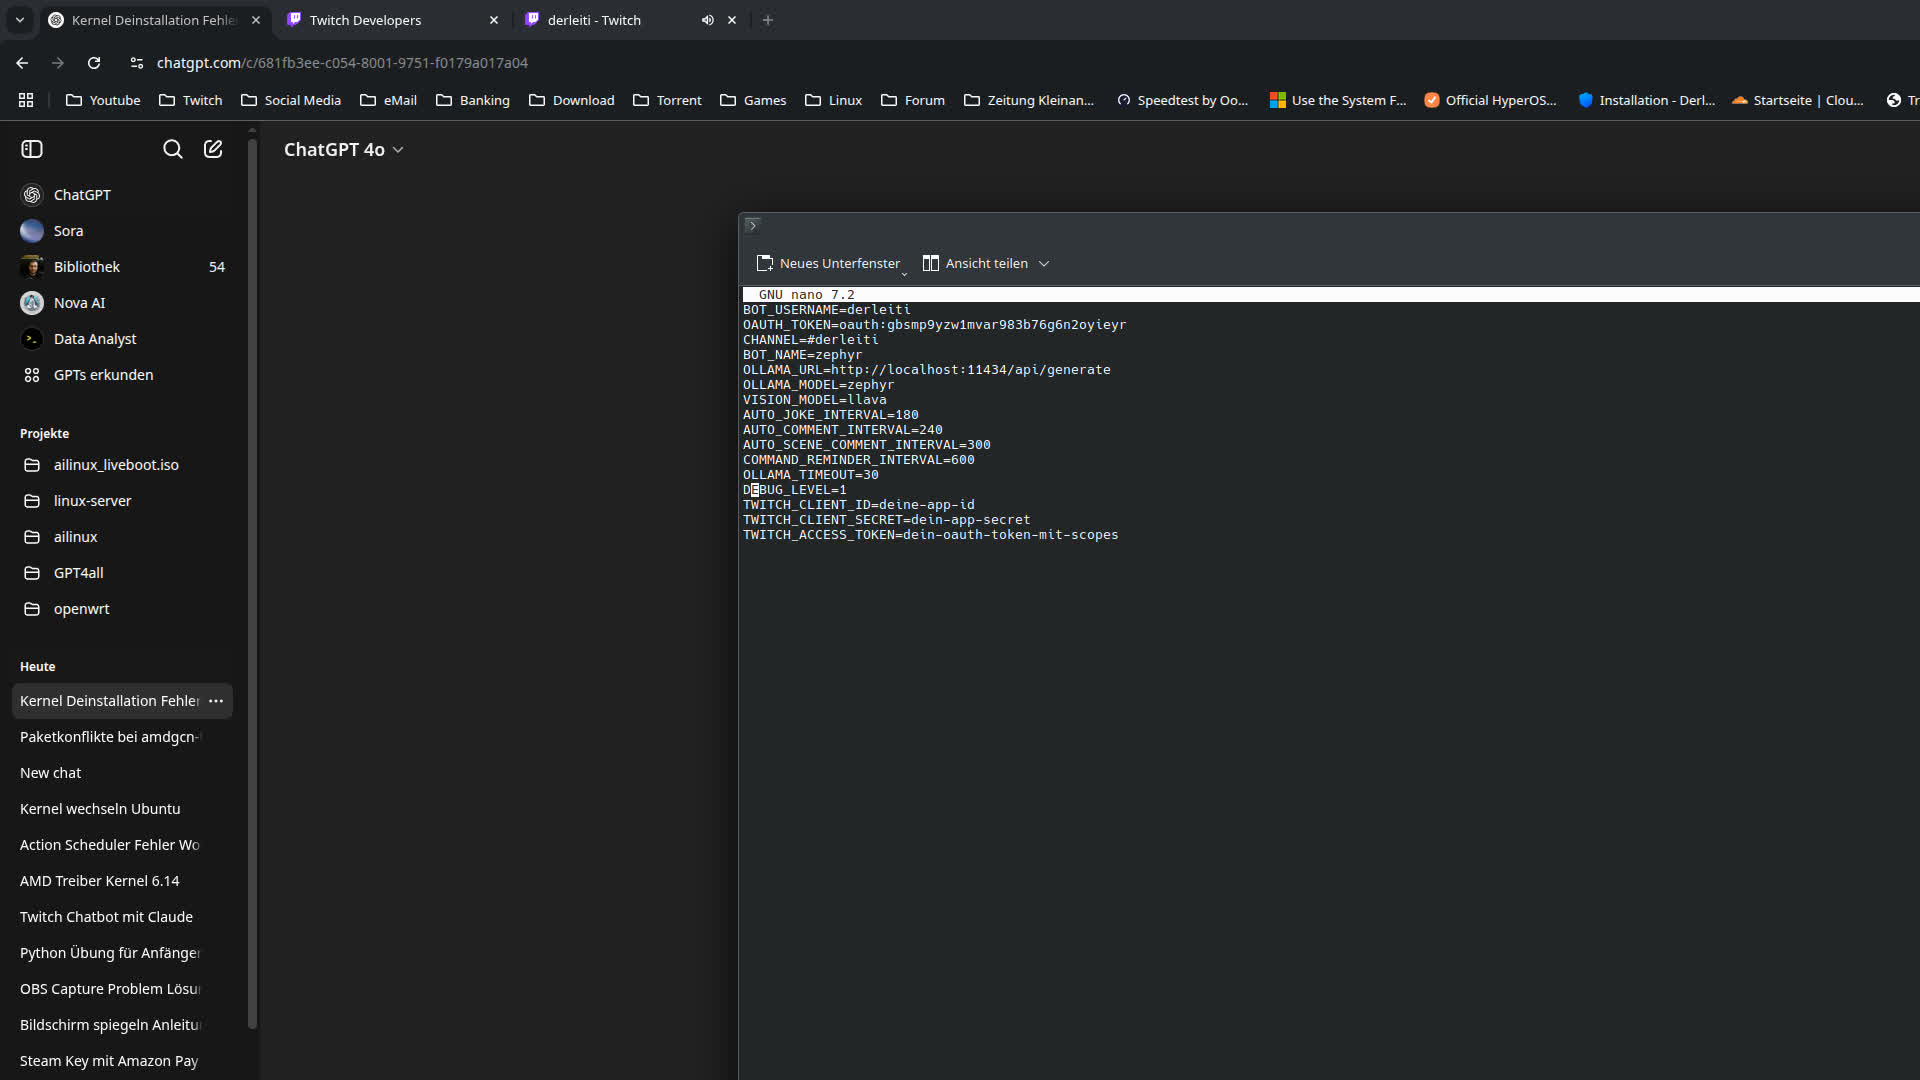 Kernel Deinstallation Fehle
Twitch Developers
derleiti - Twitch
chatgpt.com/c/681fb3ee-c054-8001-9751-f0179a017a04
Youtube
Twitch
Social Media
eMail
Banking
Download
Torrent
Games
Linux
Forum
Zeitung Kleinan...
Speedtest by Oo...
Use the System F...
Official HyperOS...
Installation - Derl...
Startseite | Clou...
Tr
ChatGPT 4o
ChatGPT
Sora
Bibliothek 54
Nova AI
Data Analyst
GPTs erkunden
Projekte
ailinux_liveboot.iso
linux-server
ailinux
GPT4all
openwrt
Heute
Kernel Deinstallation Fehler
Paketkonflikte bei amdgcn-
New chat
Kernel wechseln Ubuntu
Action Scheduler Fehler Wo
AMD Treiber Kernel 6.14
Twitch Chatbot mit Claude
Python Übung für Anfänger
OBS Capture Problem Lösu
Bildschirm spiegeln Anleitu
Steam Key mit Amazon Pay
Neues Unterfenster
Ansicht teilen
GNU nano 7.2
BOT_USERNAME=derleiti
OAUTH_TOKEN=oauth:gbsmp9yzw1mvar983b76g6n2oyieyr
CHANNEL=#derleiti
BOT_NAME=zephyr
OLLAMA_URL=http://localhost:11434/api/generate
OLLAMA_MODEL=zephyr
VISION_MODEL=llava
AUTO_JOKE_INTERVAL=180
AUTO_COMMENT_INTERVAL=240
AUTO_SCENE_COMMENT_INTERVAL=300
COMMAND_REMINDER_INTERVAL=600
OLLAMA_TIMEOUT=30
DEBUG_LEVEL=1
TWITCH_CLIENT_ID=deine-app-id
TWITCH_CLIENT_SECRET=dein-app-secret
TWITCH_ACCESS_TOKEN=dein-oauth-token-mit-scopes